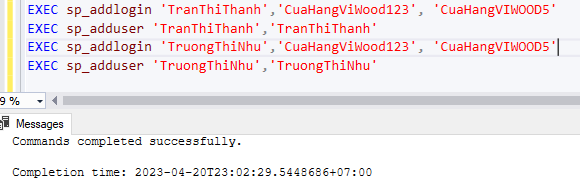 EXEC sp_addlogin 'TranThiThanh','CuaHangViWood123', 'CuaHangVIWOOD5'
EXEC sp_adduser 'TranThiThanh','TranThiThanh'
EXEC sp_addlogin 'TruongThiNhu','CuaHangViWood123', 'CuaHangVIWOOD5'
EXEC sp_adduser 'TruongThiNhu','TruongThiNhu'
9 %
Messages
Commands completed successfully.
Completion time: 2023-04-20T23:02:29.5448686+07:00